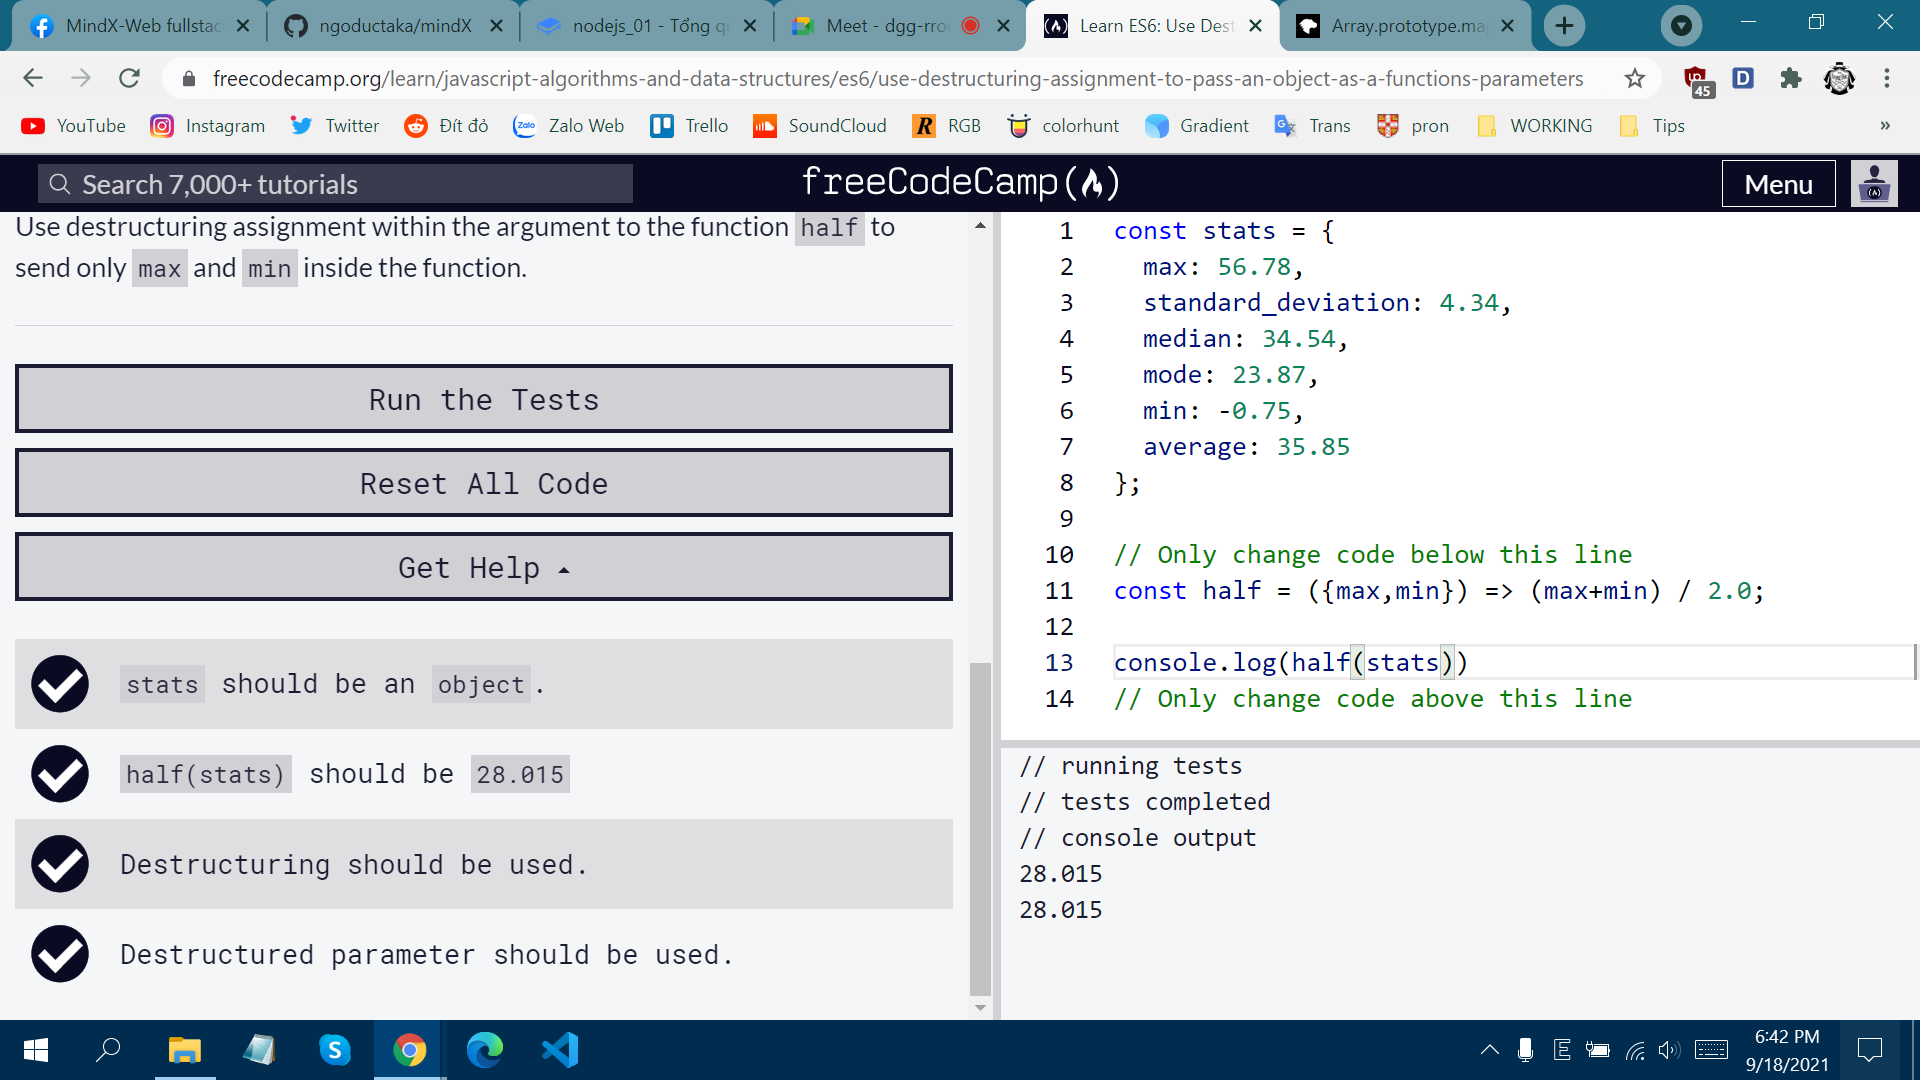 MindX-Web fullstac
ngoductaka/mindX
nodejs_01 - Tổng q
Meet - dgg-rro
Learn ES6: Use Dest
Array.prototype.ma
freecodecamp.org/learn/javascript-algorithms-and-data-structures/es6/use-destructuring-assignment-to-pass-an-object-as-a-functions-parameters
45
D
YouTube
Instagram
Twitter
Đít đỏ
Zalo
Zalo Web
Trello
SoundCloud
R
RGB
colorhunt
Gradient
Trans
pron
WORKING
Tips
»
Search 7,000+ tutorials
freeCodeCamp
Menu
Use destructuring assignment within the argument to the function half to
send only max and min inside the function.
Run the Tests
Reset All Code
Get Help
stats should be an object.
half(stats) should be 28.015
Destructuring should be used.
Destructured parameter should be used.
1 const stats = {
2 max: 56.78,
3 standard_deviation: 4.34,
4 median: 34.54,
5 mode: 23.87,
6 min: -0.75,
7 average: 35.85
8 };
9
10 // Only change code below this line
11 const half = ({max,min}) => (max+min) / 2.0;
12
13 console.log(half(stats))
14 // Only change code above this line
// running tests
// tests completed
// console output
28.015
28.015
S
E
6:42 PM
9/18/2021